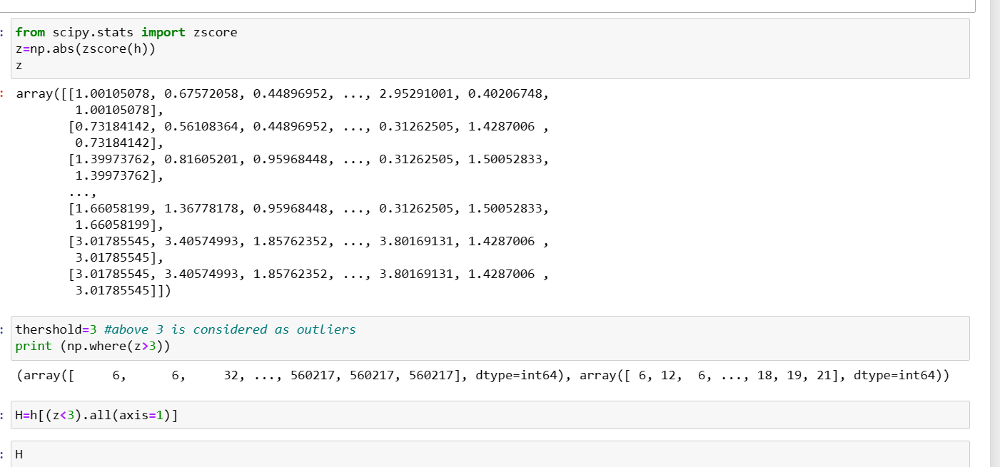 : from scipy.stats import zscore
z=np.abs(zscore(h))
z
: array([[1.00105078, 0.67572058, 0.44896952, ..., 2.95291001, 0.40206748,
1.00105078],
[0.73184142, 0.56108364, 0.44896952, ..., 0.31262505, 1.4287006 ,
0.73184142],
[1.39973762, 0.81605201, 0.95968448, ..., 0.31262505, 1.50052833,
1.39973762],
...,
[1.66058199, 1.36778178, 0.95968448, ..., 0.31262505, 1.50052833,
1.66058199],
[3.01785545, 3.40574993, 1.85762352, ..., 3.80169131, 1.4287006 ,
3.01785545],
[3.01785545, 3.40574993, 1.85762352, ..., 3.80169131, 1.4287006 ,
3.01785545]])
: thershold=3 #above 3 is considered as outliers
print (np.where(z>3))
(array([     6,      6,     32, ..., 560217, 560217, 560217], dtype=int64), array([ 6, 12,  6, ..., 18, 19, 21], dtype=int64))
: H=h[(z<3).all(axis=1)]
: H